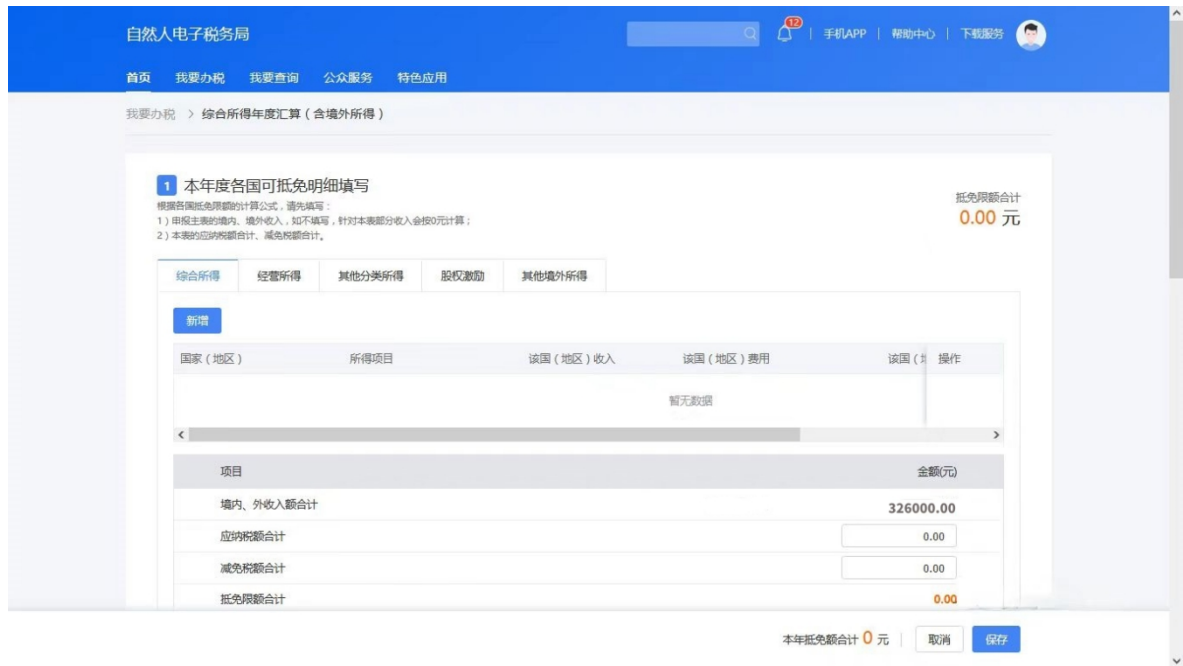 自然人电子税务局
12
手机APP | 帮助中心 | 下载服务
首页 我要办税 我要查询 公众服务 特色应用
我要办税 > 综合所得年度汇算(含境外所得)
1 本年度各国可抵免明细填写
根据各国抵免限额的计算公式,请先填写:
1)申报主表的境内、境外收入,如不填写,针对本表部分收入会按0元计算;
2)本表的应纳税额合计、减免税额合计。
抵免限额合计
0.00 元
综合所得 经营所得 其他分类所得 股权激励 其他境外所得
新增
国家(地区) 所得项目 该国(地区)收入 该国(地区)费用 该国(地 操作
暂无数据
项目 金额(元)
境内、外收入额合计 326000.00
应纳税额合计 0.00
减免税额合计 0.00
抵免限额合计 0.00
本年抵免额合计 0 元 | 取消 保存